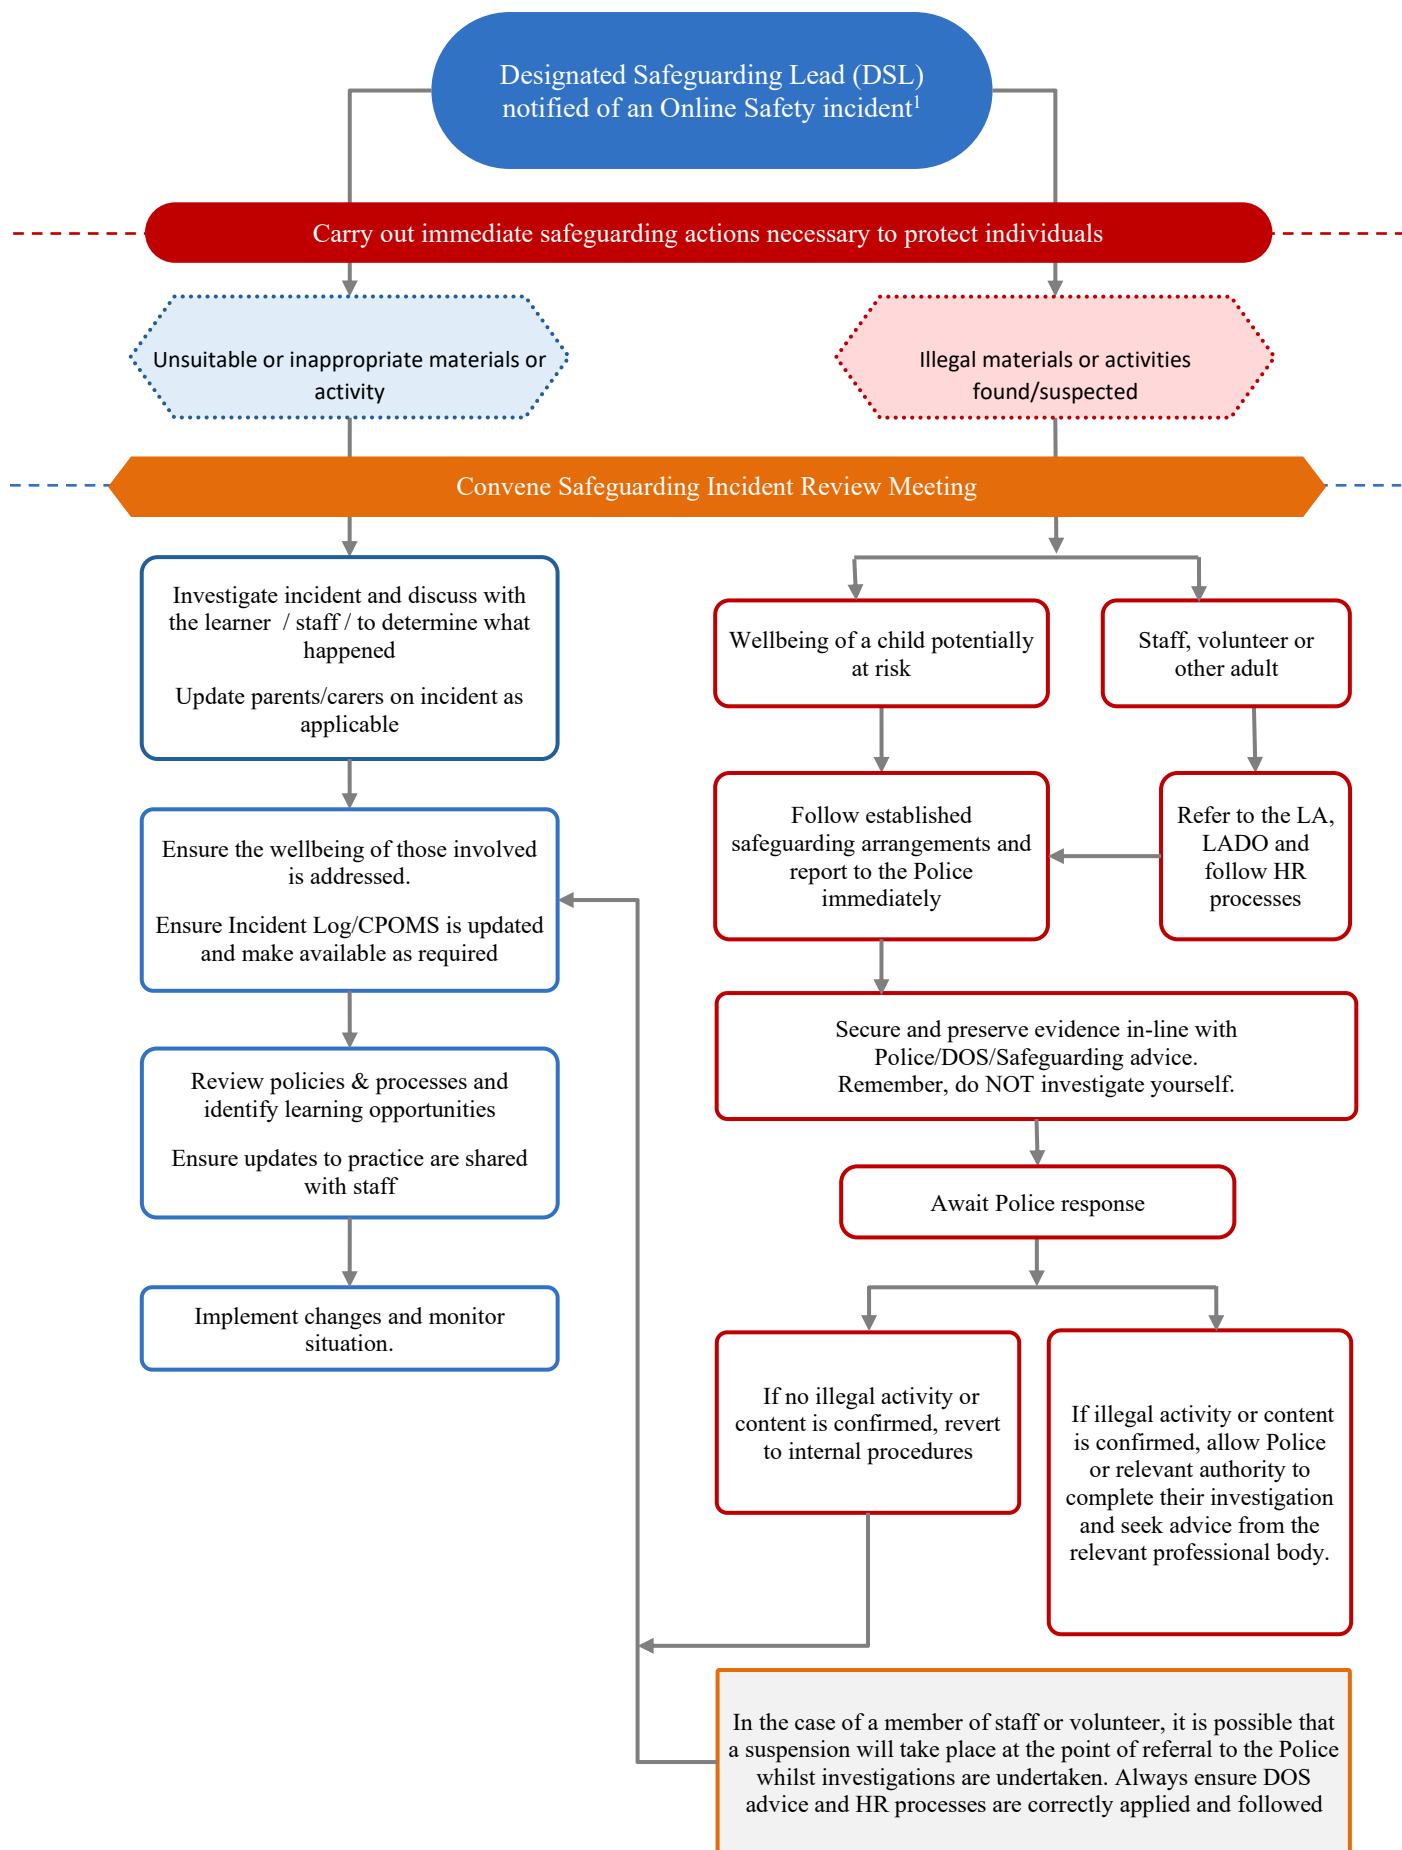 Designated Safeguarding Lead (DSL)
notified of an Online Safety incident¹
Carry out immediate safeguarding actions necessary to protect individuals
Unsuitable or inappropriate materials or
activity
Illegal materials or activities
found/suspected
Convene Safeguarding Incident Review Meeting
Investigate incident and discuss with
the learner / staff / to determine what
happened
Update parents/carers on incident as
applicable
Ensure the wellbeing of those involved
is addressed.
Ensure Incident Log/CPOMS is updated
and make available as required
Review policies & processes and
identify learning opportunities
Ensure updates to practice are shared
with staff
Implement changes and monitor
situation.
Wellbeing of a child potentially
at risk
Staff, volunteer or
other adult
Follow established
safeguarding arrangements and
report to the Police
immediately
Refer to the LA,
LADO and
follow HR
processes
Secure and preserve evidence in-line with
Police/DOS/Safeguarding advice.
Remember, do NOT investigate yourself.
Await Police response
If no illegal activity or
content is confirmed, revert
to internal procedures
If illegal activity or content
is confirmed, allow Police
or relevant authority to
complete their investigation
and seek advice from the
relevant professional body.
In the case of a member of staff or volunteer, it is possible that
a suspension will take place at the point of referral to the Police
whilst investigations are undertaken. Always ensure DOS
advice and HR processes are correctly applied and followed